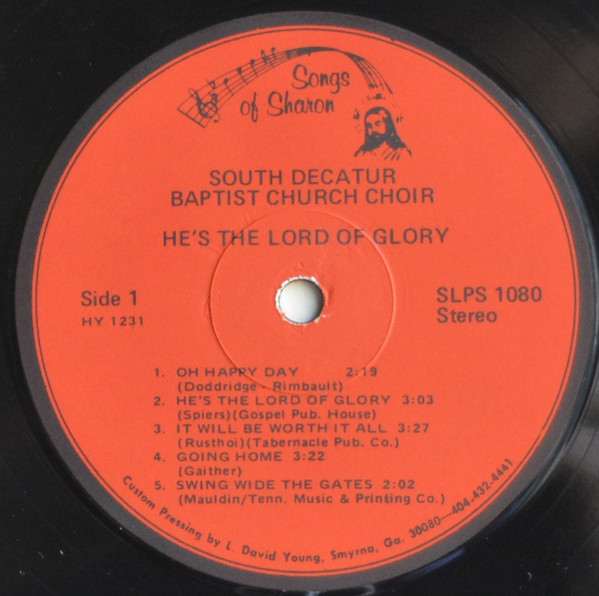 Songs
of Sharon
SOUTH DECATUR
BAPTIST CHURCH CHOIR
HE'S THE LORD OF GLORY
Side 1
HY 1231
SLPS 1080
Stereo
1. OH HAPPY DAY 2:19
(Doddridge - Rimbault)
2. HE'S THE LORD OF GLORY 3:03
(Spiers)(Gospel Pub. House)
3. IT WILL BE WORTH IT ALL 3:27
(Rusthoi)(Tabernacle Pub. Co.)
4. GOING HOME 3:22
(Gaither)
5. SWING WIDE THE GATES 2:02
(Mauldin/Tenn. Music & Printing Co.)
Custom Pressing by L. David Young, Smyrna, Ga. 30080—404-432-4441